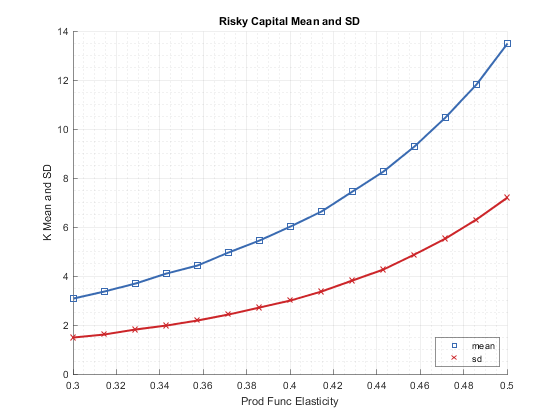 Risky Capital Mean and SD
14
12
10
8
6
4
2
0
K Mean and SD
0.3 0.32 0.34 0.36 0.38 0.4 0.42 0.44 0.46 0.48 0.5
Prod Func Elasticity
mean
sd